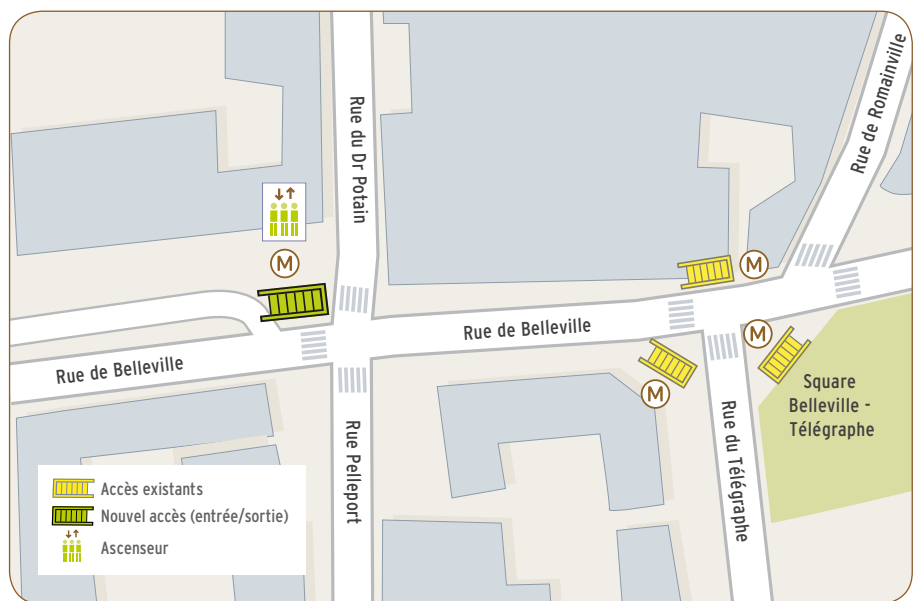 Rue de Romainville
Rue du Dr Potain
M
M
Rue de Belleville
M
Rue de Belleville
M
Square
Belleville -
Télégraphe
Rue Pelleport
Rue du Télégraphe
Accès existants
Nouvel accès (entrée/sortie)
Ascenseur